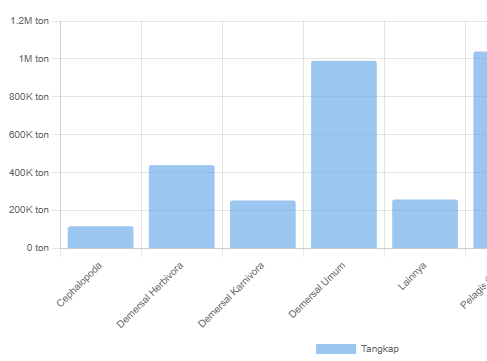 1.2M ton
1M ton
800K ton
600K ton
400K ton
200K ton
0 ton
Cephalopoda
Demersal Herbivora
Demersal Karnivora
Demersal Umum
Lainnya
Pelagis
Tangkap